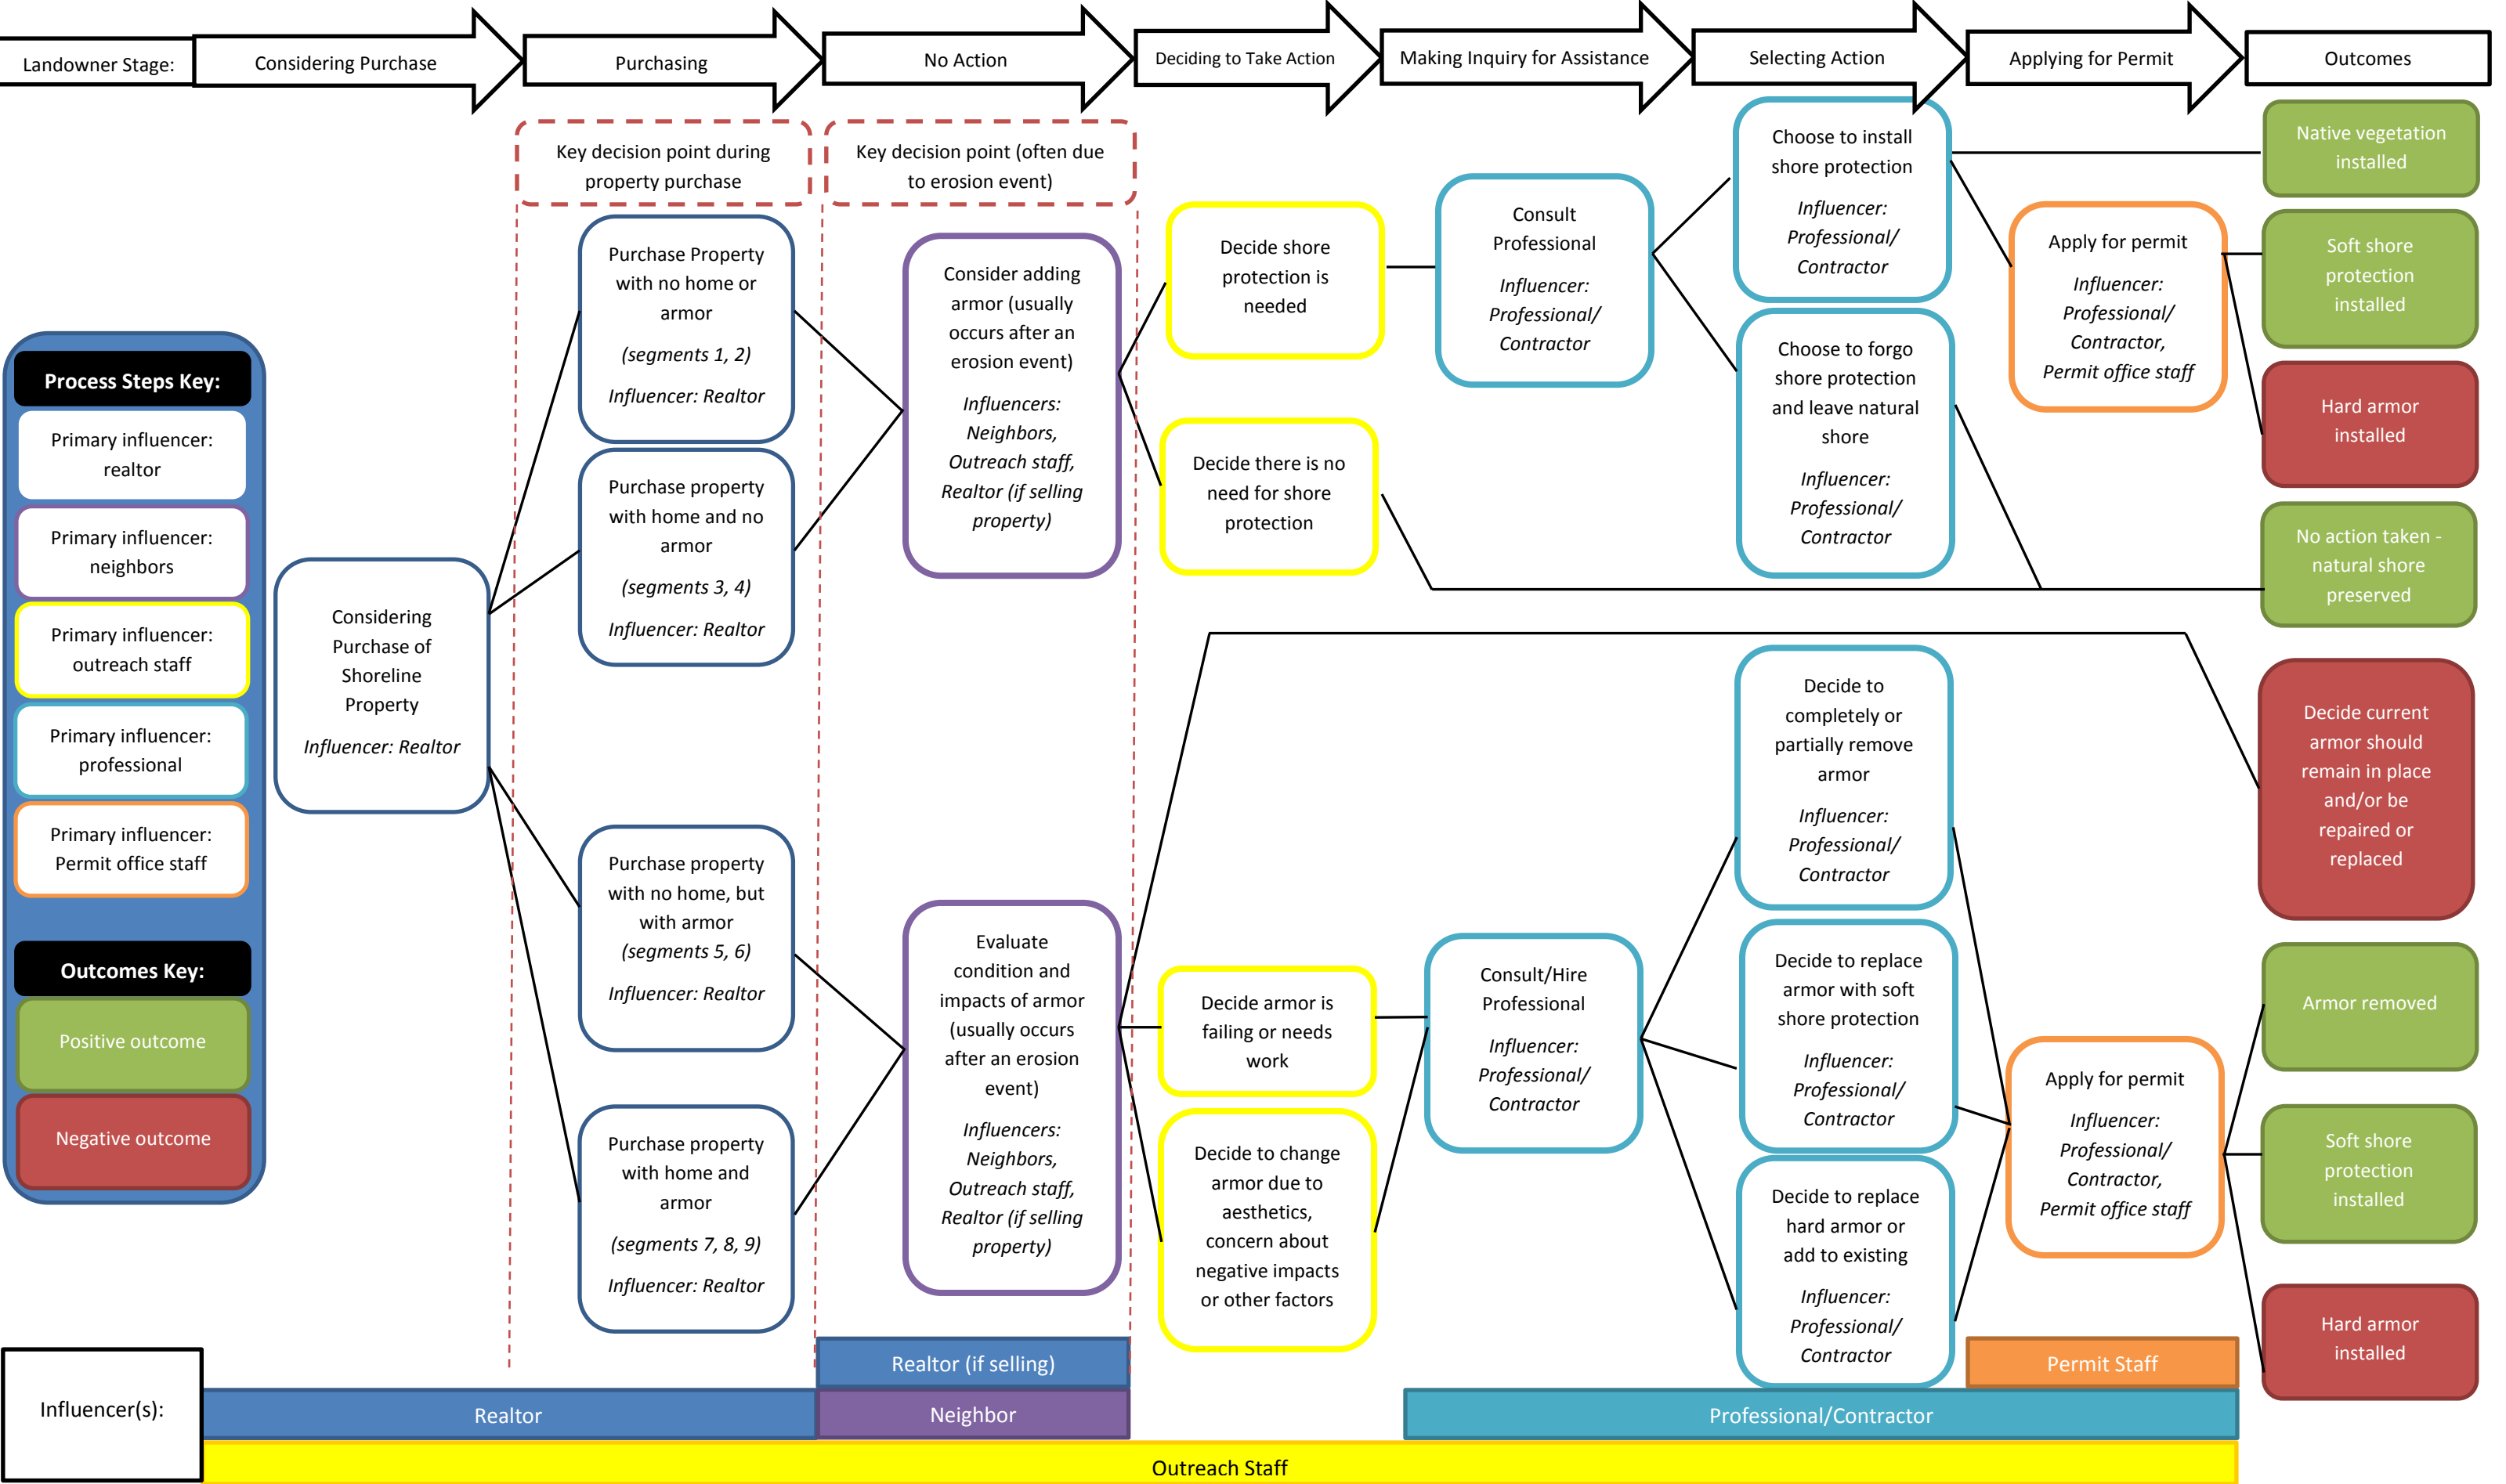 Landowner Stage:
Considering Purchase
Purchasing
No Action
Deciding to Take Action
Making Inquiry for Assistance
Selecting Action
Applying for Permit
Outcomes
Key decision point during
property purchase
Key decision point (often due
to erosion event)
Process Steps Key:
Primary influencer:
realtor
Primary influencer:
neighbors
Primary influencer:
outreach staff
Primary influencer:
professional
Primary influencer:
Permit office staff
Outcomes Key:
Positive outcome
Negative outcome
Considering
Purchase of
Shoreline
Property
Influencer: Realtor
Purchase Property
with no home or
armor
(segments 1, 2)
Influencer: Realtor
Purchase property
with home and no
armor
(segments 3, 4)
Influencer: Realtor
Purchase property
with no home, but
with armor
(segments 5, 6)
Influencer: Realtor
Purchase property
with home and
armor
(segments 7, 8, 9)
Influencer: Realtor
Consider adding
armor (usually
occurs after an
erosion event)
Influencers:
Neighbors,
Outreach staff,
Realtor (if selling
property)
Evaluate
condition and
impacts of armor
(usually occurs
after an erosion
event)
Influencers:
Neighbors,
Outreach staff,
Realtor (if selling
property)
Decide shore
protection is
needed
Decide there is no
need for shore
protection
Decide armor is
failing or needs
work
Decide to change
armor due to
aesthetics,
concern about
negative impacts
or other factors
Consult
Professional
Influencer:
Professional/
Contractor
Consult/Hire
Professional
Influencer:
Professional/
Contractor
Choose to install
shore protection
Influencer:
Professional/
Contractor
Choose to forgo
shore protection
and leave natural
shore
Influencer:
Professional/
Contractor
Decide to
completely or
partially remove
armor
Influencer:
Professional/
Contractor
Decide to replace
armor with soft
shore protection
Influencer:
Professional/
Contractor
Decide to replace
hard armor or
add to existing
Influencer:
Professional/
Contractor
Apply for permit
Influencer:
Professional/
Contractor,
Permit office staff
Apply for permit
Influencer:
Professional/
Contractor,
Permit office staff
Native vegetation
installed
Soft shore
protection
installed
Hard armor
installed
No action taken -
natural shore
preserved
Decide current
armor should
remain in place
and/or be
repaired or
replaced
Armor removed
Soft shore
protection
installed
Hard armor
installed
Influencer(s):
Realtor (if selling)
Permit Staff
Realtor
Neighbor
Professional/Contractor
Outreach Staff